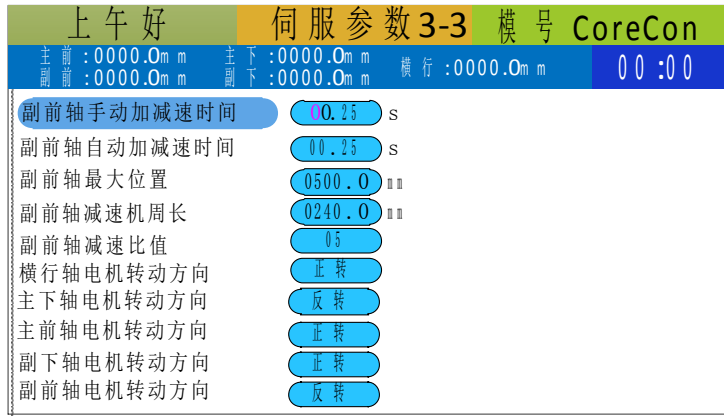 上午好 伺服参数3-3 模号 CoreCon
主前:0000.0mm 主下:0000.0mm 横行:0000.0mm 00:00
副前:0000.0mm 副下:0000.0mm
副前轴手动加减速时间 00.25 s
副前轴自动加减速时间 00.25 s
副前轴最大位置 0500.0 mm
副前轴减速机周长 0240.0 mm
副前轴减速比值 05
横行轴电机转动方向 正转
主下轴电机转动方向 反转
主前轴电机转动方向 正转
副下轴电机转动方向 正转
副前轴电机转动方向 反转